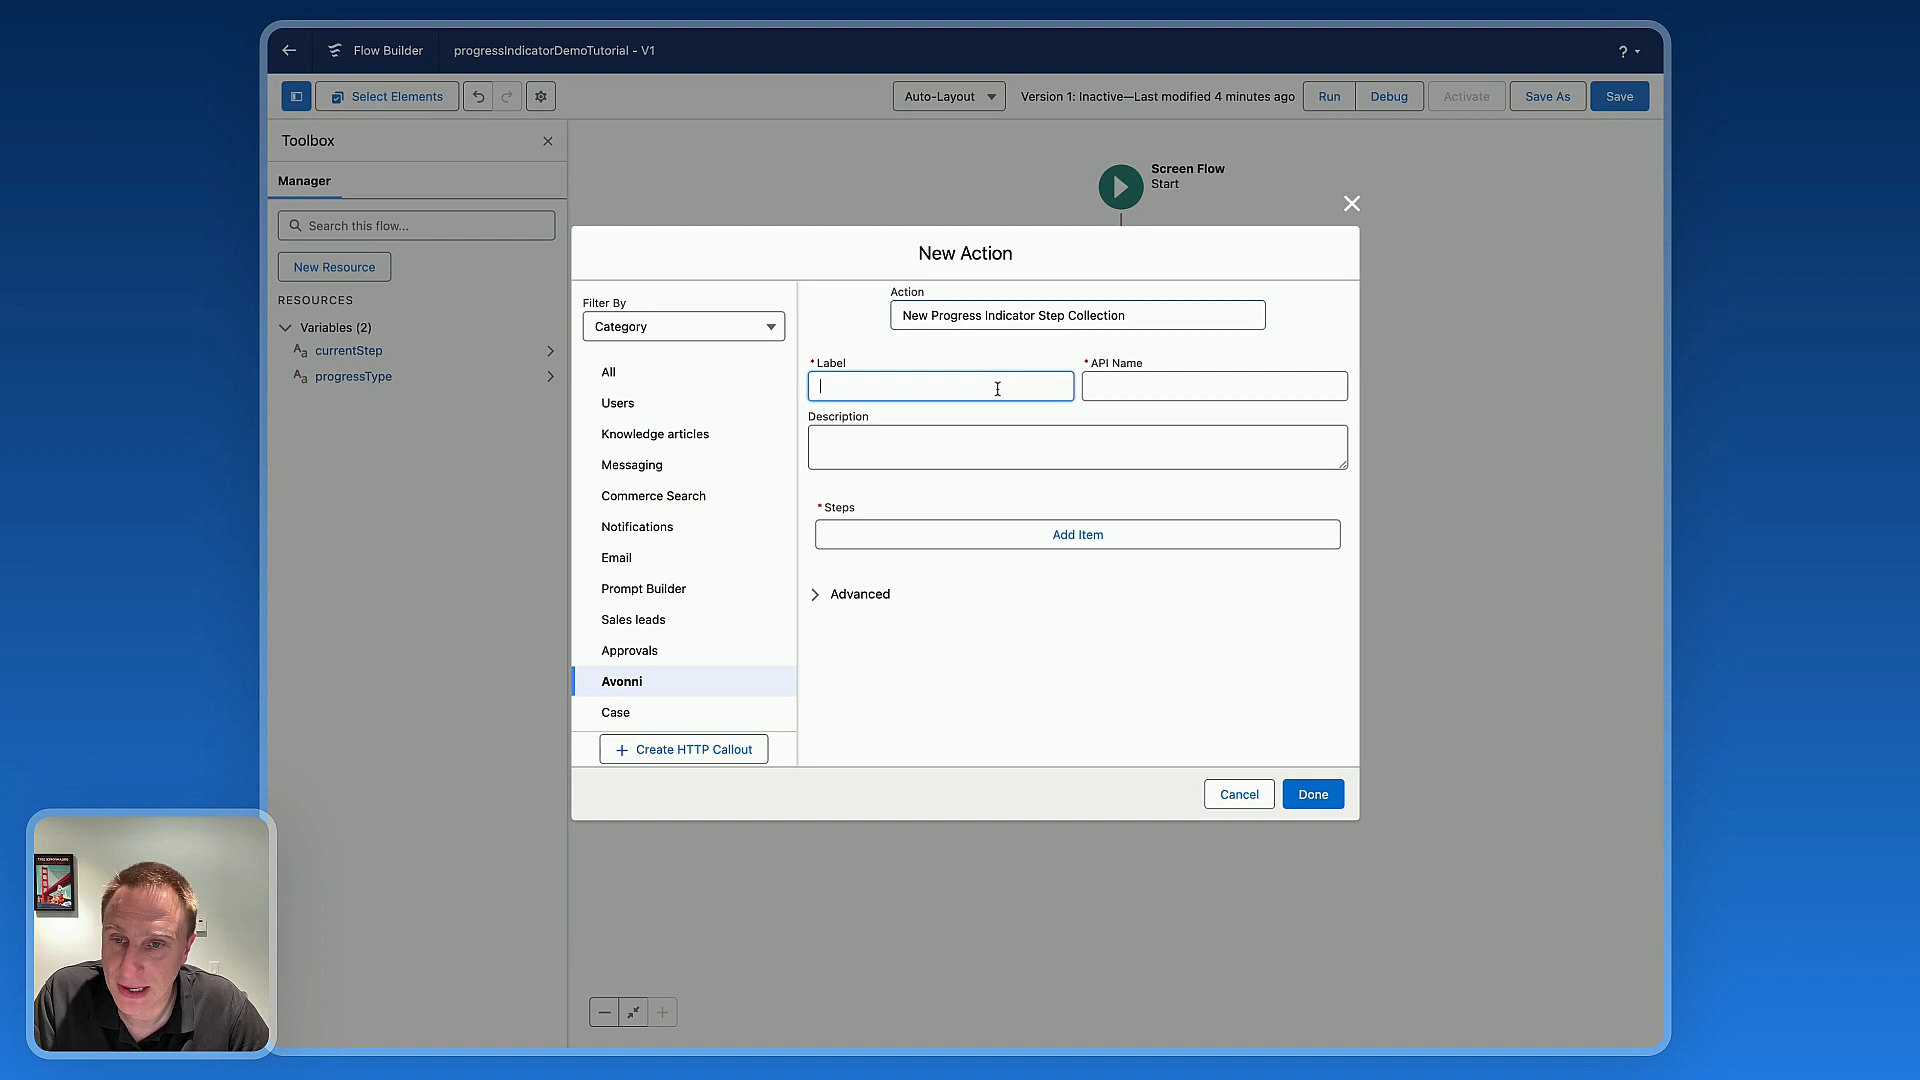 Flow Builder
progressIndicatorDemoTutorial - V1
?
Select Elements
Auto-Layout
Version 1: Inactive—Last modified 4 minutes ago
Run
Debug
Activate
Save As
Save
Toolbox
Manager
Search this flow...
New Resource
RESOURCES
Variables (2)
Aa currentStep
Aa progressType
Screen Flow
Start
New Action
Filter By
Category
All
Users
Knowledge articles
Messaging
Commerce Search
Notifications
Email
Prompt Builder
Sales leads
Approvals
Avonni
Case
Create HTTP Callout
Action
New Progress Indicator Step Collection
* Label
* API Name
Description
* Steps
Add Item
Advanced
Cancel
Done